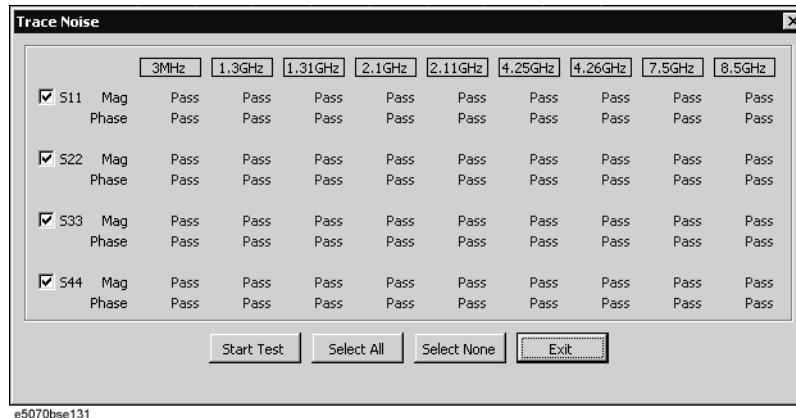 Trace Noise
3MHz 1.3GHz 1.31GHz 2.1GHz 2.11GHz 4.25GHz 4.26GHz 7.5GHz 8.5GHz
S11 Mag Pass Pass Pass Pass Pass Pass Pass Pass Pass
Phase Pass Pass Pass Pass Pass Pass Pass Pass Pass
S22 Mag Pass Pass Pass Pass Pass Pass Pass Pass Pass
Phase Pass Pass Pass Pass Pass Pass Pass Pass Pass
S33 Mag Pass Pass Pass Pass Pass Pass Pass Pass Pass
Phase Pass Pass Pass Pass Pass Pass Pass Pass Pass
S44 Mag Pass Pass Pass Pass Pass Pass Pass Pass Pass
Phase Pass Pass Pass Pass Pass Pass Pass Pass Pass
Start Test Select All Select None Exit
e5070bse131